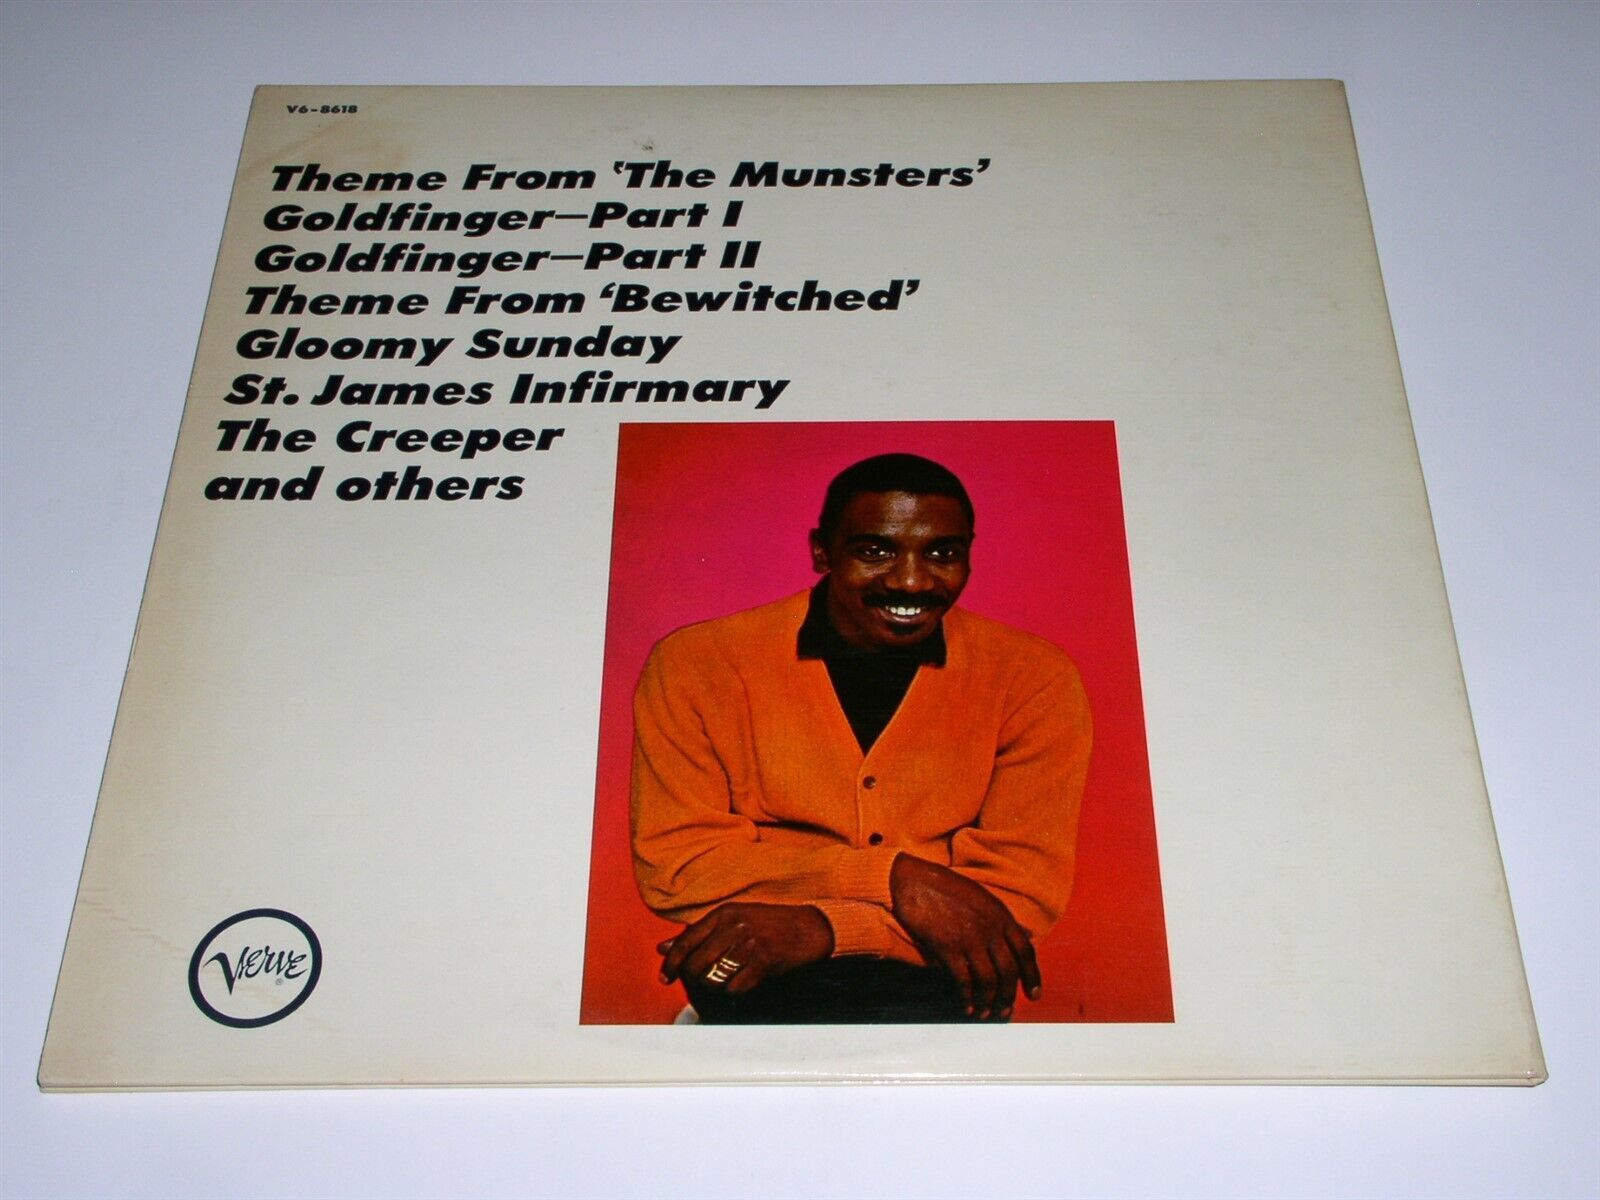 V6-8618
Theme From ‘The Munsters’
Goldfinger—Part I
Goldfinger—Part II
Theme From ‘Bewitched’
Gloomy Sunday
St. James Infirmary
The Creeper
and others
Verve®